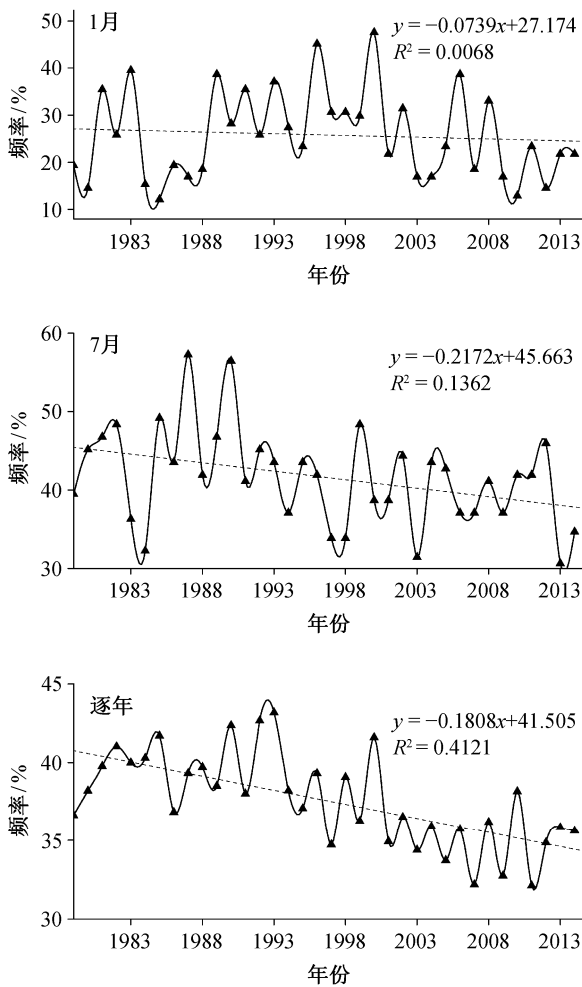 1月
y = −0.0739x+27.174
R² = 0.0068
频率/%
50
40
30
20
10
1983 1988 1993 1998 2003 2008 2013
年份
7月
y = −0.2172x+45.663
R² = 0.1362
频率/%
60
50
40
30
1983 1988 1993 1998 2003 2008 2013
年份
逐年
y = −0.1808x+41.505
R² = 0.4121
频率/%
45
40
35
30
1983 1988 1993 1998 2003 2008 2013
年份